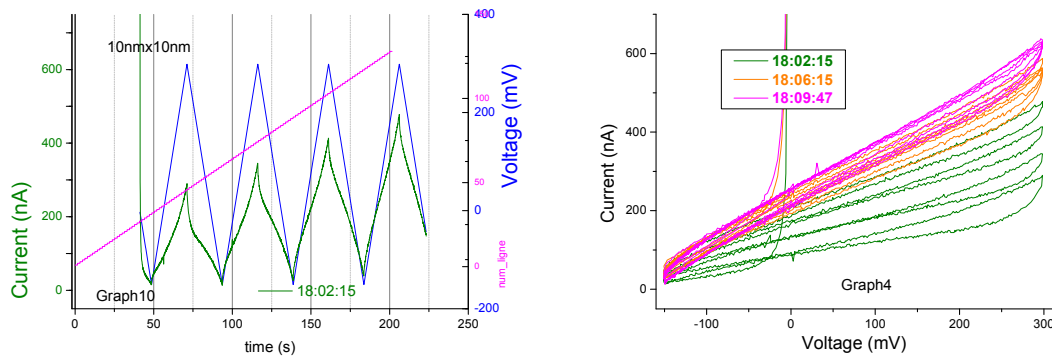 10nmx10nm
Current (nA)
600
400
200
0
Voltage (mV)
400
200
0
-200
num_ligne
100
50
0
Graph10
18:02:15
0 50 100 150 200 250 300
time (s)
Current (nA)
600
400
200
0
18:02:15
18:06:15
18:09:47
Graph4
-100 0 100 200 300
Voltage (mV)